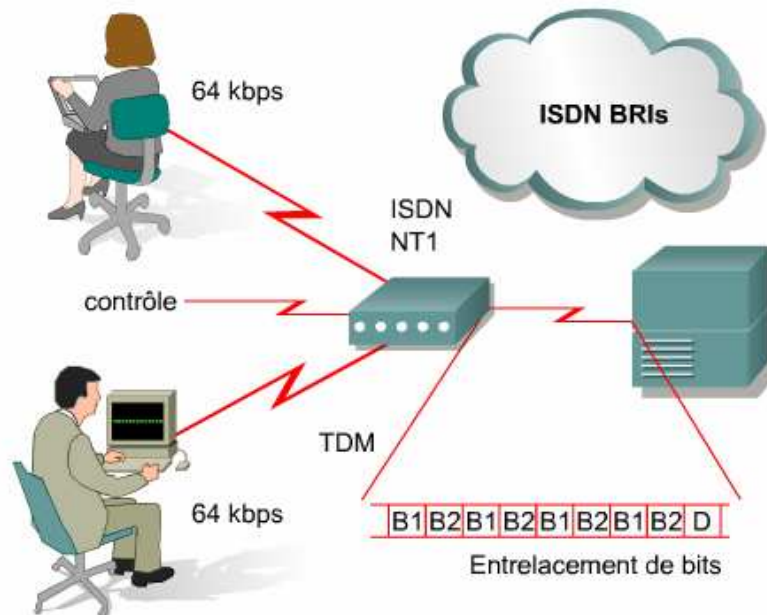 64 kbps
ISDN BRIs
ISDN
NT1
contrôle
TDM
64 kbps
B1 B2 B1 B2 B1 B2 B1 B2 D
Entrelacement de bits